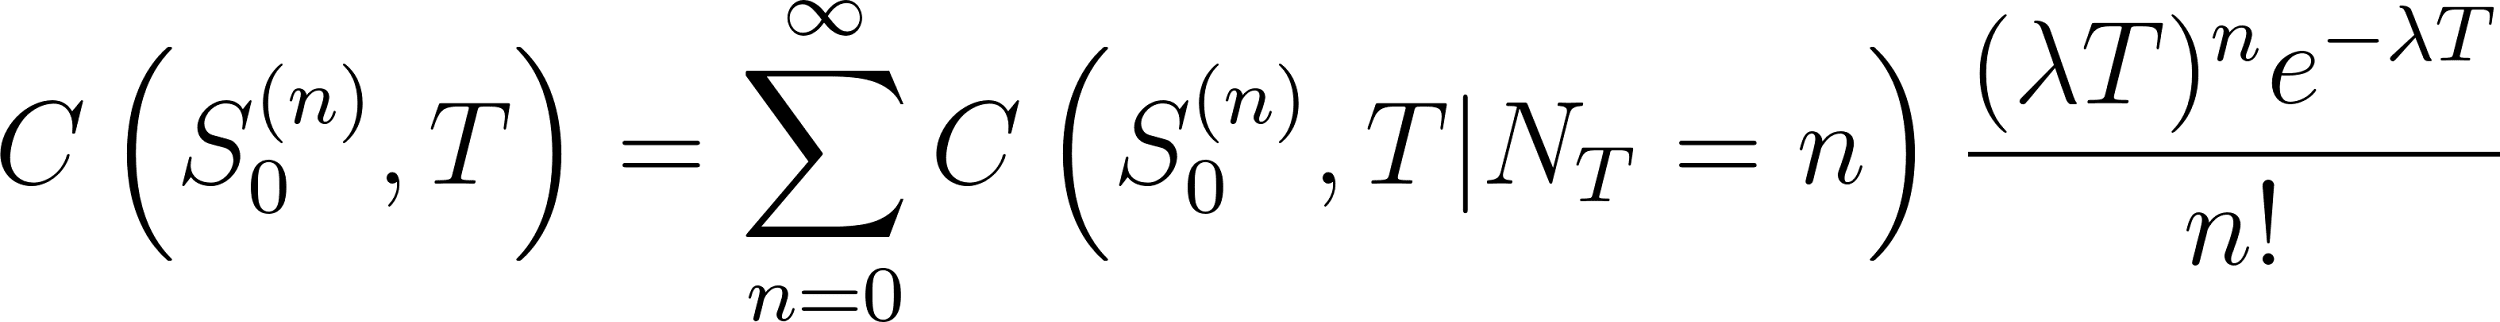 $C\left(S_0^{(n)}, T\right) = \sum_{n=0}^{\infty} C\left(S_0^{(n)}, T | N_T = n\right) \frac{(\lambda T)^n e^{-\lambda T}}{n!}$